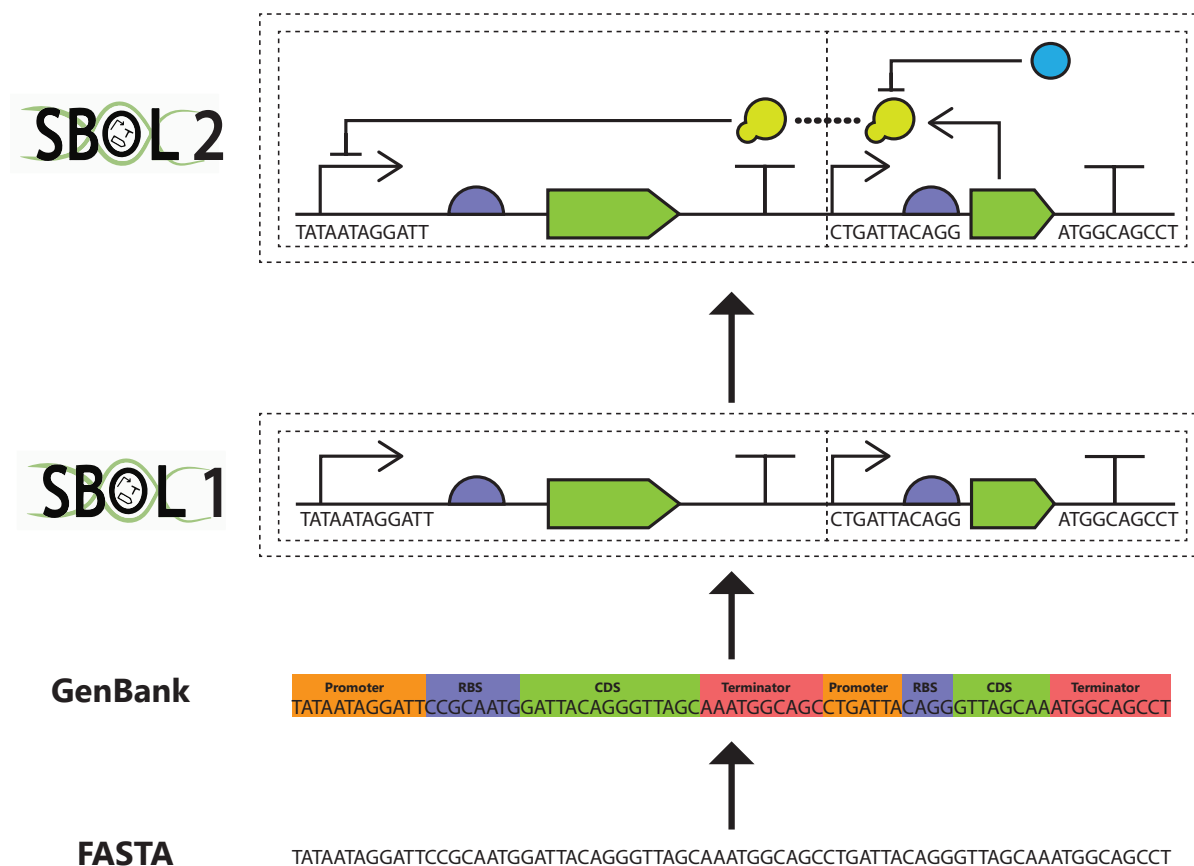 SBOL 2
TATAATAGGATT
CTGATTACAGG
ATGGCAGCCT
SBOL 1
TATAATAGGATT
CTGATTACAGG
ATGGCAGCCT
GenBank
Promoter RBS CDS Terminator Promoter RBS CDS Terminator
TATAATAGGATTCCGCAATGGATTACAGGGTTAGCAAATGGCAGCCTGATTACAGGGTTAGCAAATGGCAGCCT
FASTA
TATAATAGGATTCCGCAATGGATTACAGGGTTAGCAAATGGCAGCCTGATTACAGGGTTAGCAAATGGCAGCCT